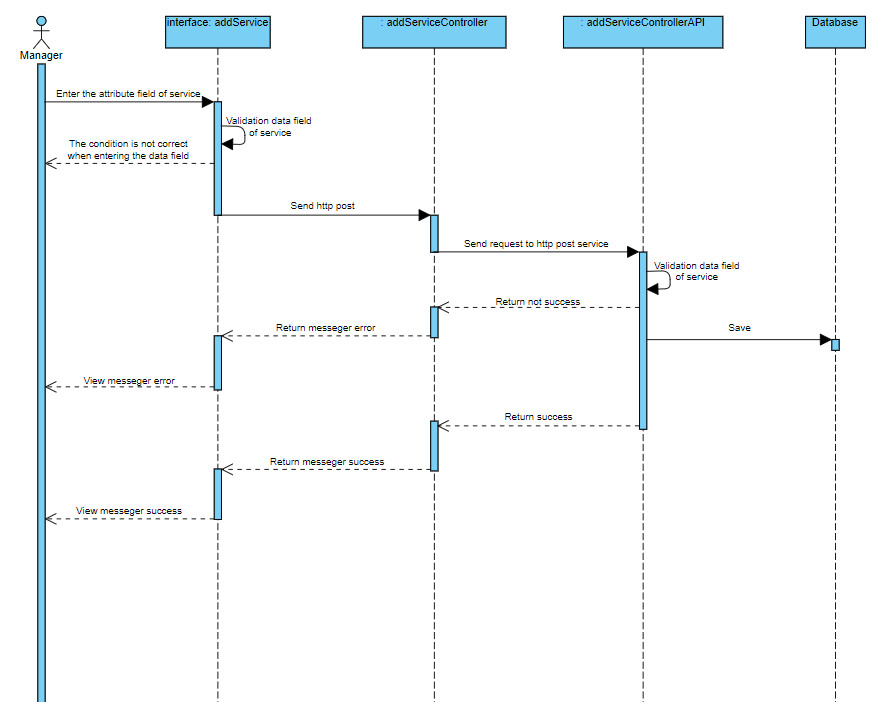 interface: addService
: addServiceController
: addServiceControllerAPI
Database
Manager
Enter the attribute field of service
Validation data field
of service
The condition is not correct
when entering the data field
Send http post
Send request to http post service
Validation data field
of service
Return not success
Return messeger error
Save
View messeger error
Return success
Return messeger success
View messeger success